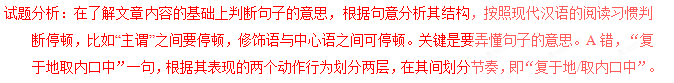 试题分析：在了解文章内容的基础上判断句子的意思，根据句意分析其结构，按照现代汉语的阅读习惯判
断停顿，比如“主谓”之间要停顿，修饰语与中心语之间可停顿。关键是要弄懂句子的意思。A 错，“复
于地取内口中”一句，根据其表现的两个动作行为划分两层，在其间划分节奏，即“复于地/取内口中”。